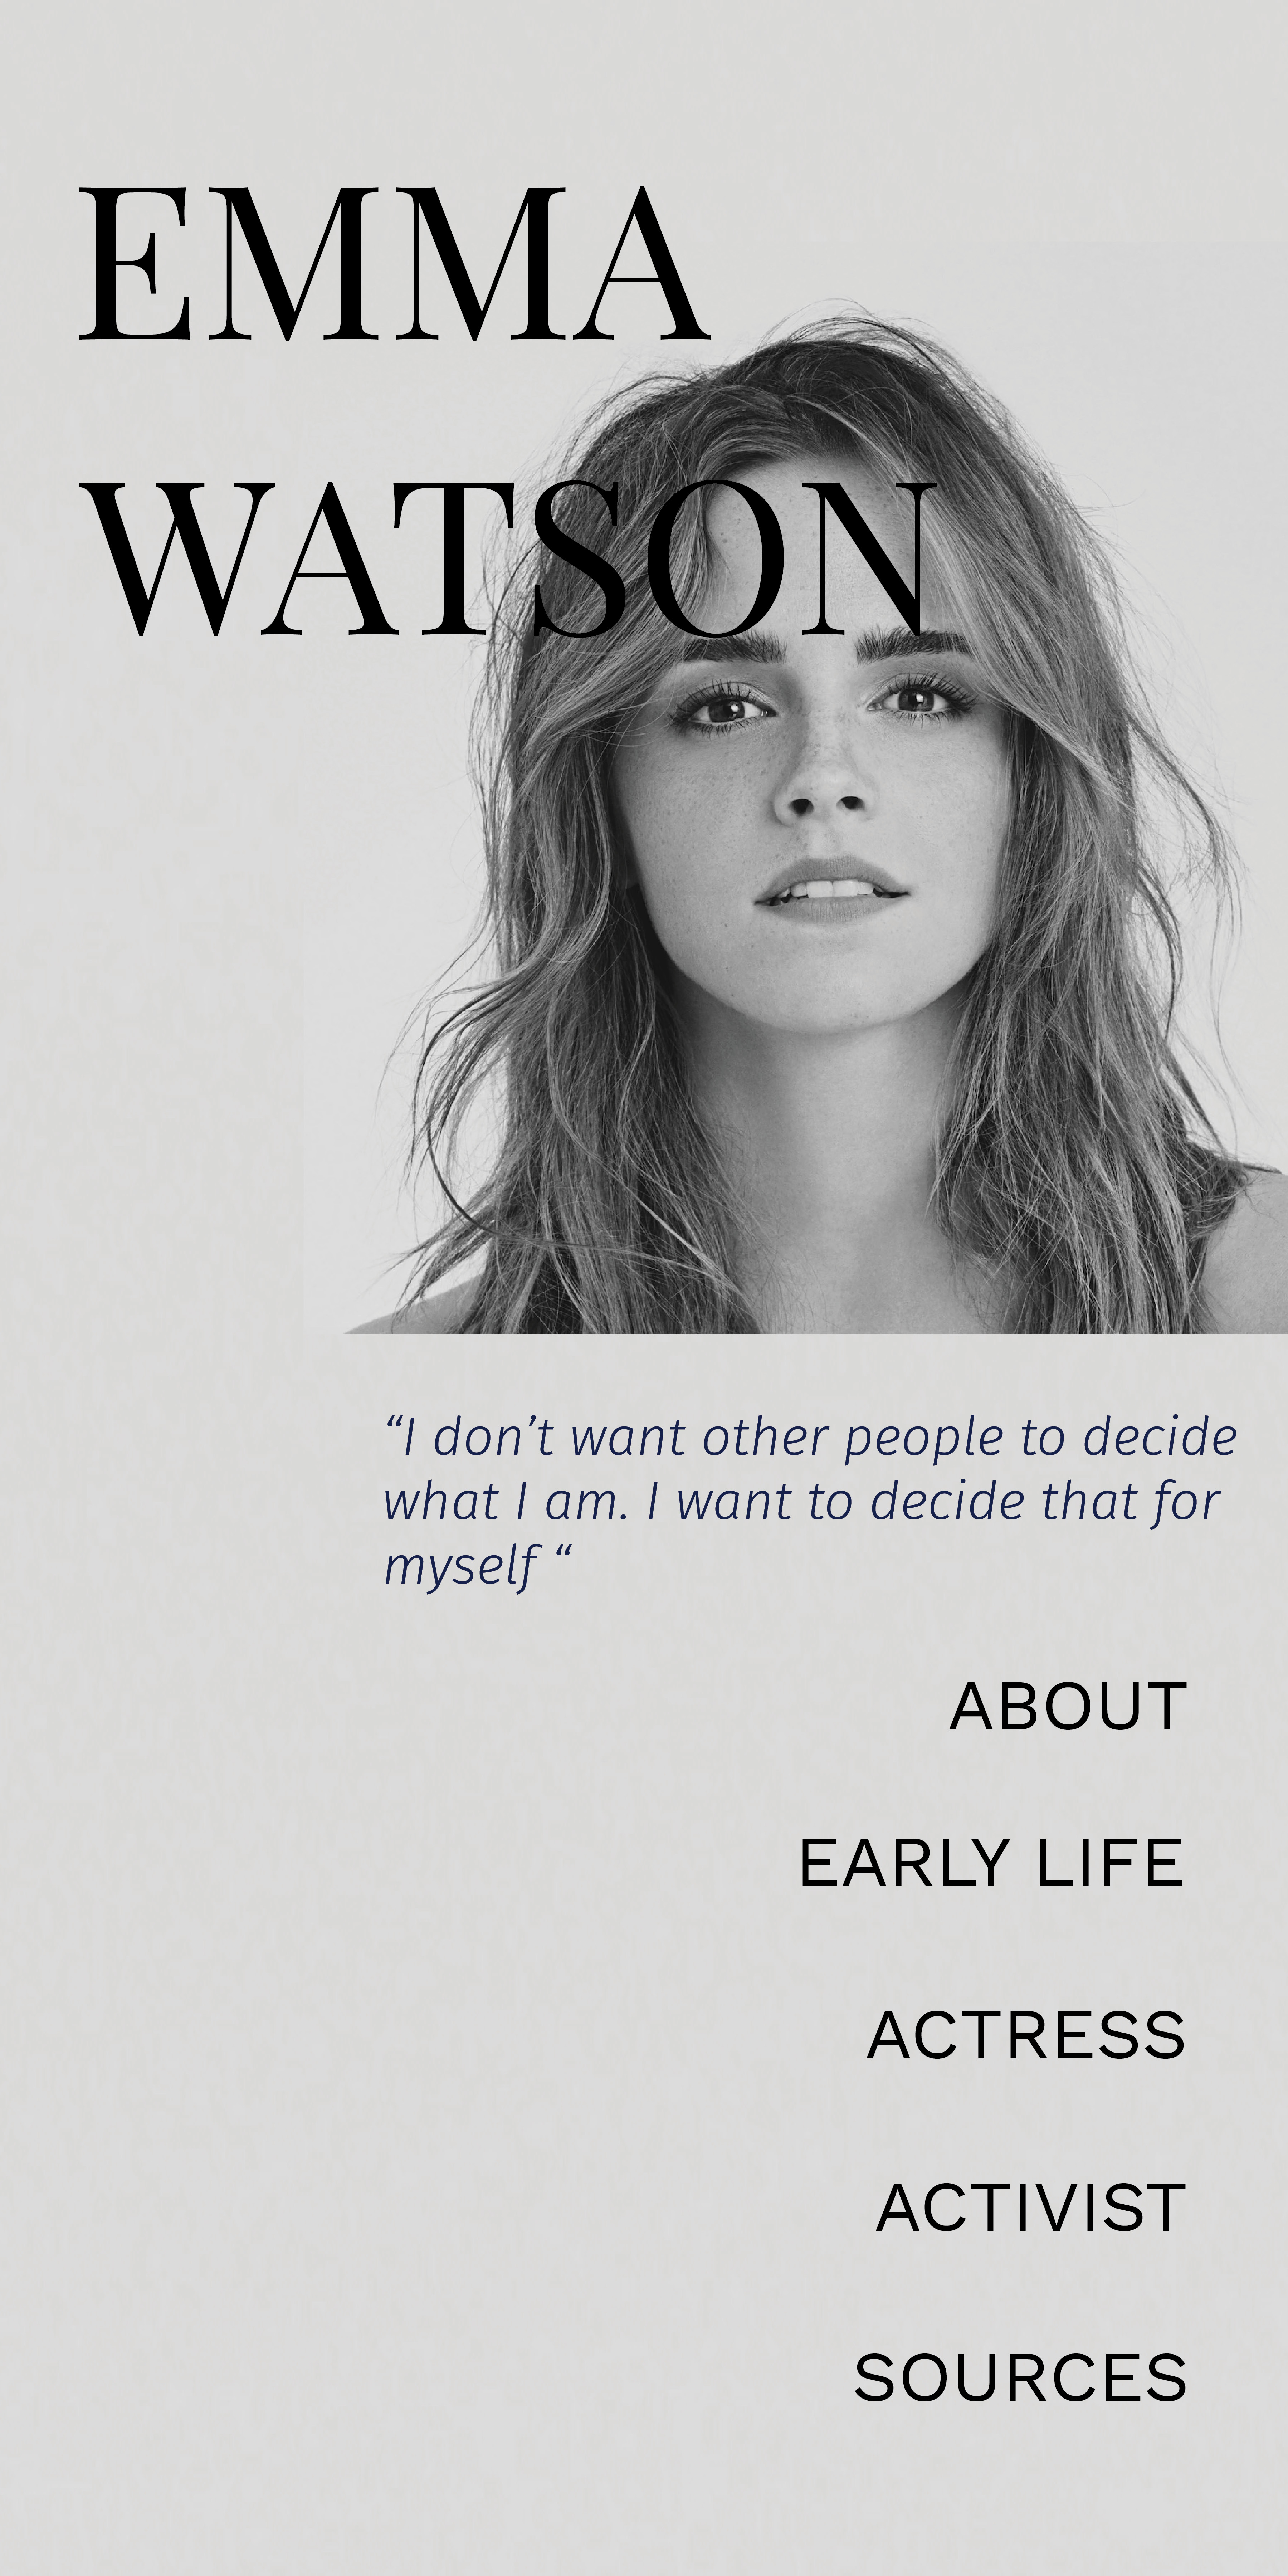 EMMA
WATSON
“I don’t want other people to decide
what I am. I want to decide that for
myself “
ABOUT
EARLY LIFE
ACTRESS
ACTIVIST
SOURCES